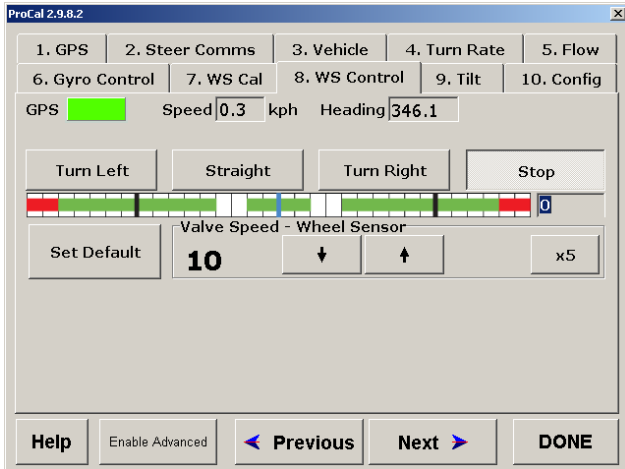 ProCal 2.9.8.2
1. GPS 2. Steer Comms 3. Vehicle 4. Turn Rate 5. Flow
6. Gyro Control 7. WS Cal 8. WS Control 9. Tilt 10. Config
GPS Speed 0.3 kph Heading 346.1
Turn Left Straight Turn Right Stop
0
Valve Speed - Wheel Sensor
Set Default 10 x5
Help Enable Advanced Previous Next DONE